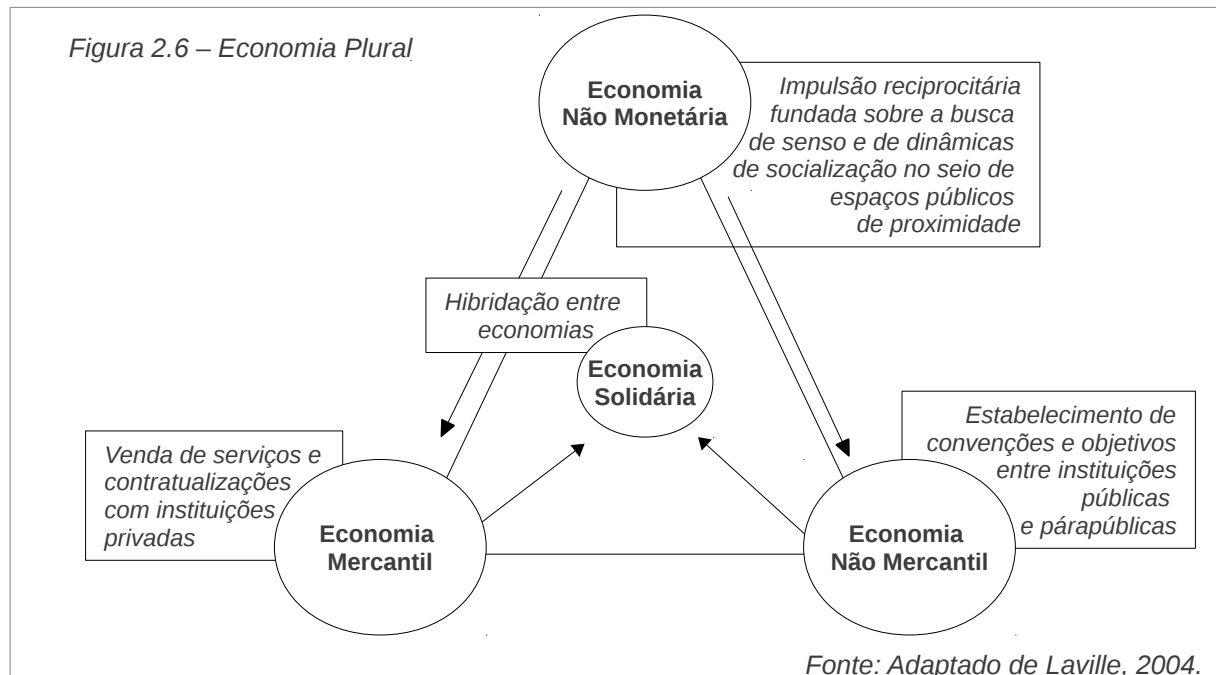 Figura 2.6 – Economia Plural
Economia
Não Monetária
Impulsão reciprocitária
fundada sobre a busca
de senso e de dinâmicas
de socialização no seio de
espaços públicos
de proximidade
Hibridação entre
economias
Economia
Solidária
Venda de serviços e
contratualizações
com instituições
privadas
Economia
Mercantil
Estabelecimento de
convenções e objetivos
entre instituições
públicas
e párapúblicas
Economia
Não Mercantil
Fonte: Adaptado de Laville, 2004.